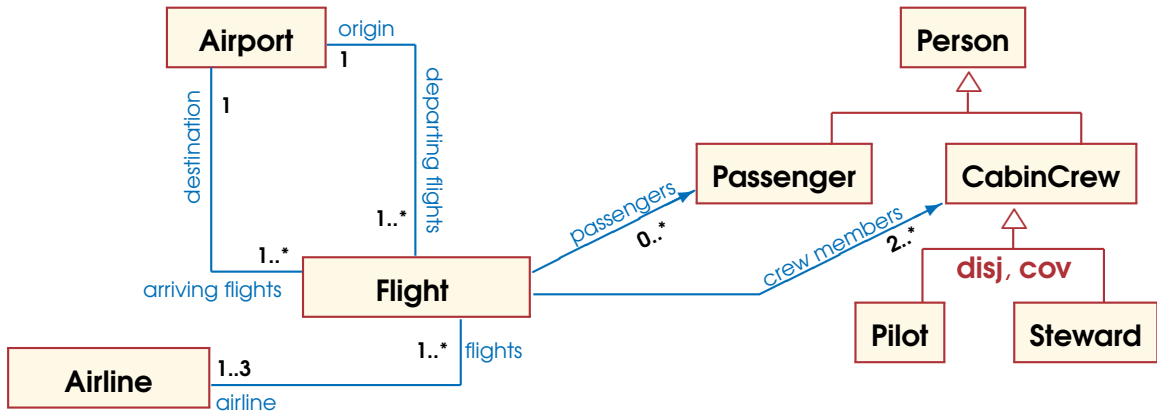 Airport
origin
1
Person
destination
1
departing flights
Passenger
CabinCrew
passengers
0..*
crew members
2..*
1..*
1..*
arriving flights
Flight
disj, cov
Pilot
Steward
1..*
flights
Airline
1..3
airline